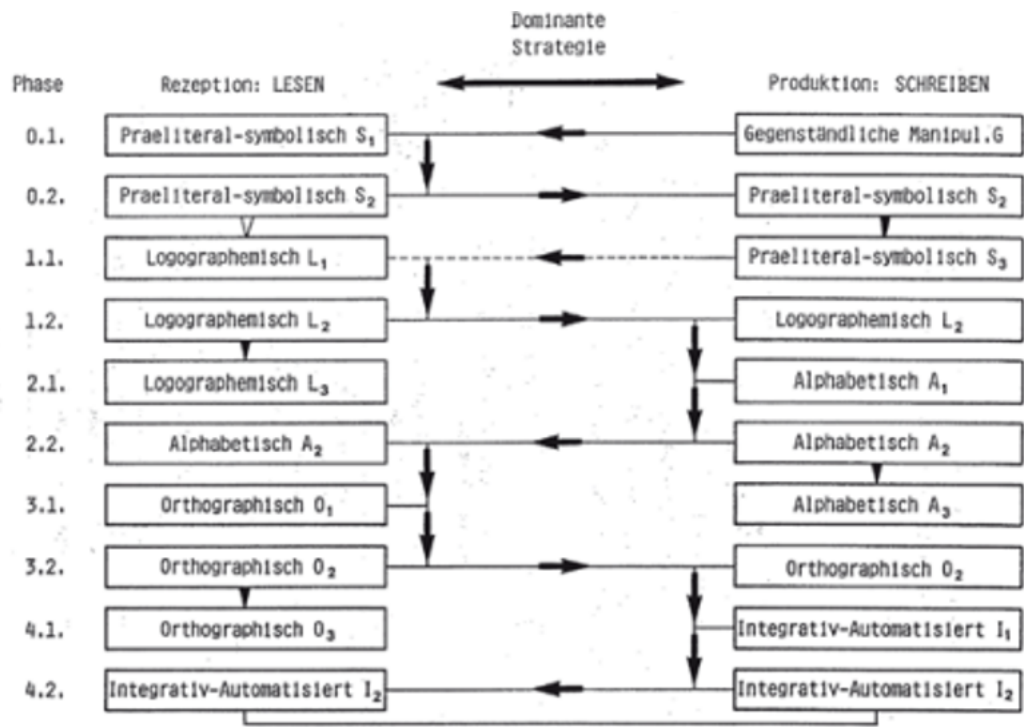 Dominante
Strategie
Phase Rezeption: LESEN Produktion: SCHREIBEN
0.1. Praeliteral-symbolisch S₁ Gegenständliche Manipul.G
0.2. Praeliteral-symbolisch S₂ Praeliteral-symbolisch S₂
1.1. Logographemisch L₁ Praeliteral-symbolisch S₃
1.2. Logographemisch L₂ Logographemisch L₂
2.1. Logographemisch L₃ Alphabetisch A₁
2.2. Alphabetisch A₂ Alphabetisch A₂
3.1. Orthographisch O₁ Alphabetisch A₃
3.2. Orthographisch O₂ Orthographisch O₂
4.1. Orthographisch O₃ Integrativ-Automatisiert I₁
4.2. Integrativ-Automatisiert I₂ Integrativ-Automatisiert I₂